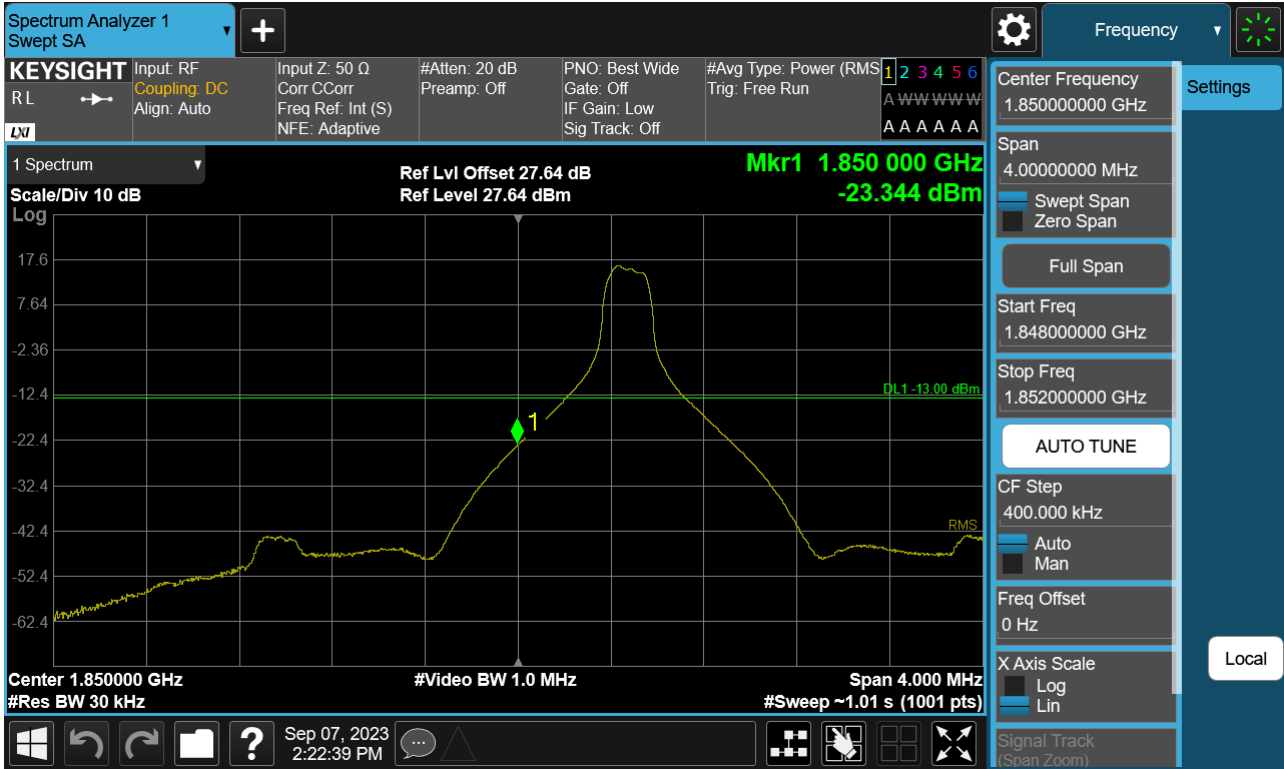 Spectrum Analyzer 1
Swept SA
+
Frequency
KEYSIGHT
R L
LXI
Input: RF
Coupling: DC
Align: Auto
Input Z: 50 Ω
Corr CCorr
Freq Ref: Int (S)
NFE: Adaptive
#Atten: 20 dB
Preamp: Off
PNO: Best Wide
Gate: Off
IF Gain: Low
Sig Track: Off
#Avg Type: Power (RMS
Trig: Free Run
1 2 3 4 5 6
A W W W W W
A A A A A A
1 Spectrum
Scale/Div 10 dB
Log
Ref Lvl Offset 27.64 dB
Ref Level 27.64 dBm
Mkr1 1.850 000 GHz
-23.344 dBm
17.6
7.64
-2.36
-12.4
-22.4
-32.4
-42.4
-52.4
-62.4
DL1 -13.00 dBm
1
RMS
Center 1.850000 GHz
#Res BW 30 kHz
#Video BW 1.0 MHz
Span 4.000 MHz
#Sweep ~1.01 s (1001 pts)
Center Frequency
1.850000000 GHz
Span
4.00000000 MHz
Swept Span
Zero Span
Full Span
Start Freq
1.848000000 GHz
Stop Freq
1.852000000 GHz
AUTO TUNE
CF Step
400.000 kHz
Auto
Man
Freq Offset
0 Hz
X Axis Scale
Log
Lin
Signal Track
(Span Zoom)
Settings
Local
?
Sep 07, 2023
2:22:39 PM